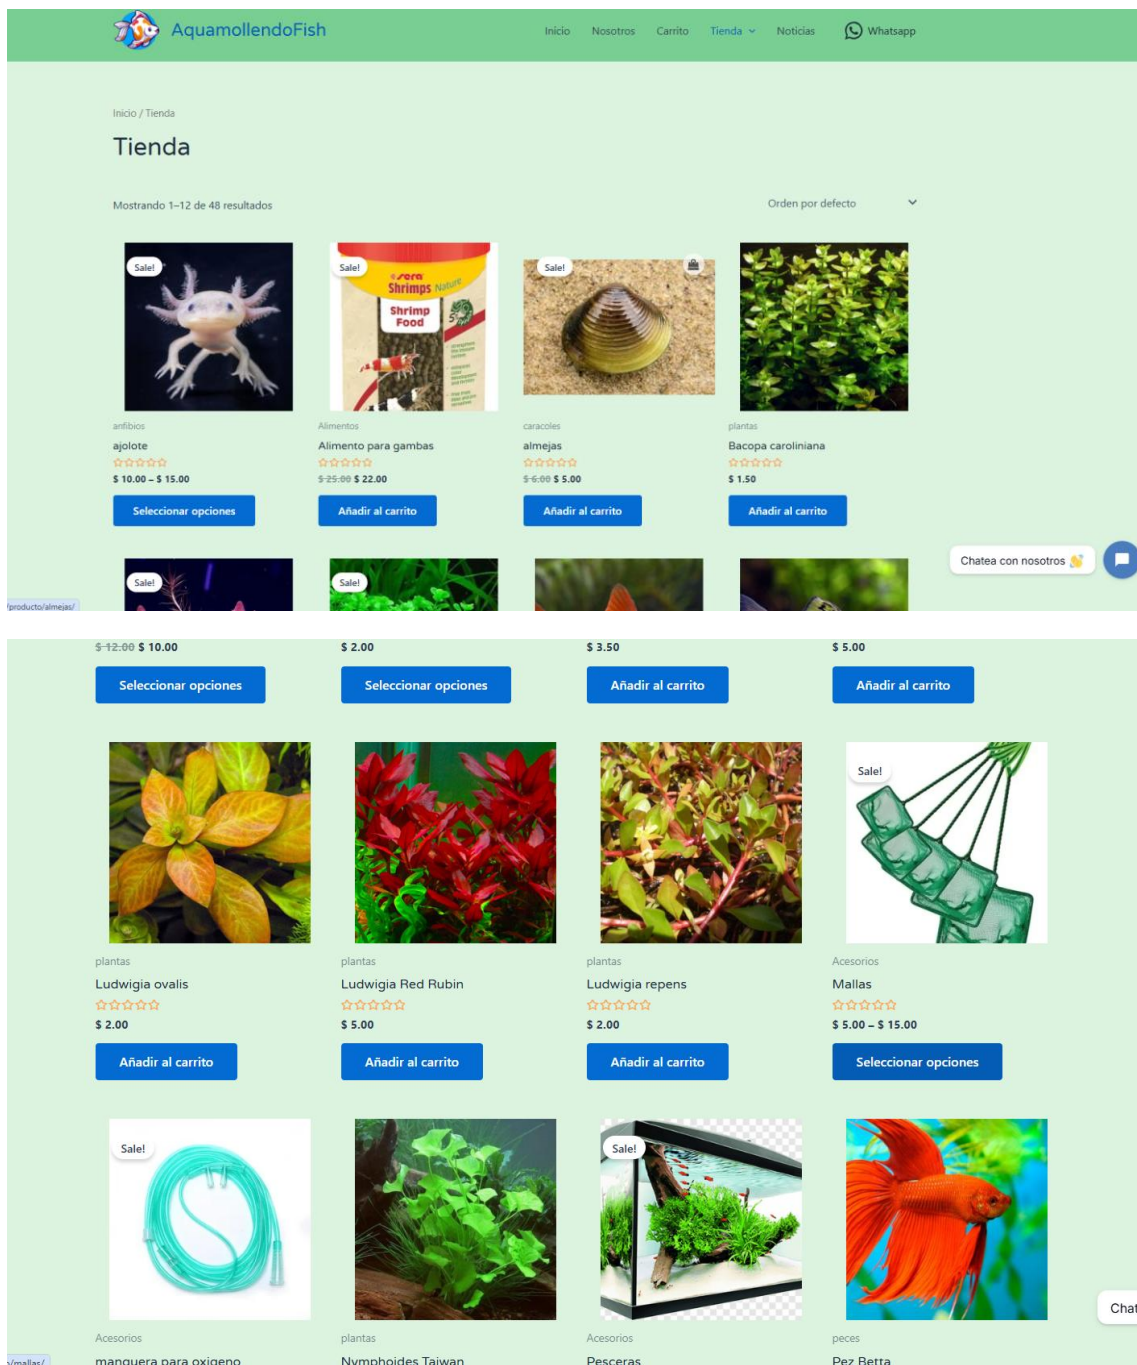 AquamollendoFish
Inicio Nosotros Carrito Tienda Noticias Whatsapp
Inicio / Tienda
Tienda
Mostrando 1–12 de 48 resultados
Orden por defecto
Sale!
Sale!
sera
Shrimps Nature
Shrimp
Food
Sale!
anfibios
Alimentos
caracoles
plantas
ajolote
Alimento para gambas
almejas
Bacopa caroliniana
$ 10.00 – $ 15.00
$ 25.00 $ 22.00
$ 6.00 $ 5.00
$ 1.50
Seleccionar opciones
Añadir al carrito
Añadir al carrito
Añadir al carrito
Chatea con nosotros 👋
Sale!
Sale!
/producto/almejas/
$ 12.00 $ 10.00
$ 2.00
$ 3.50
$ 5.00
Seleccionar opciones
Seleccionar opciones
Añadir al carrito
Añadir al carrito
Sale!
plantas
plantas
plantas
Acesorios
Ludwigia ovalis
Ludwigia Red Rubin
Ludwigia repens
Mallas
$ 2.00
$ 5.00
$ 2.00
$ 5.00 – $ 15.00
Añadir al carrito
Añadir al carrito
Añadir al carrito
Seleccionar opciones
Sale!
Sale!
Chat
Acesorios
plantas
Acesorios
peces
manguera para oxigeno
Nymphoides Taiwan
Pesceras
Pez Betta
/mallas/